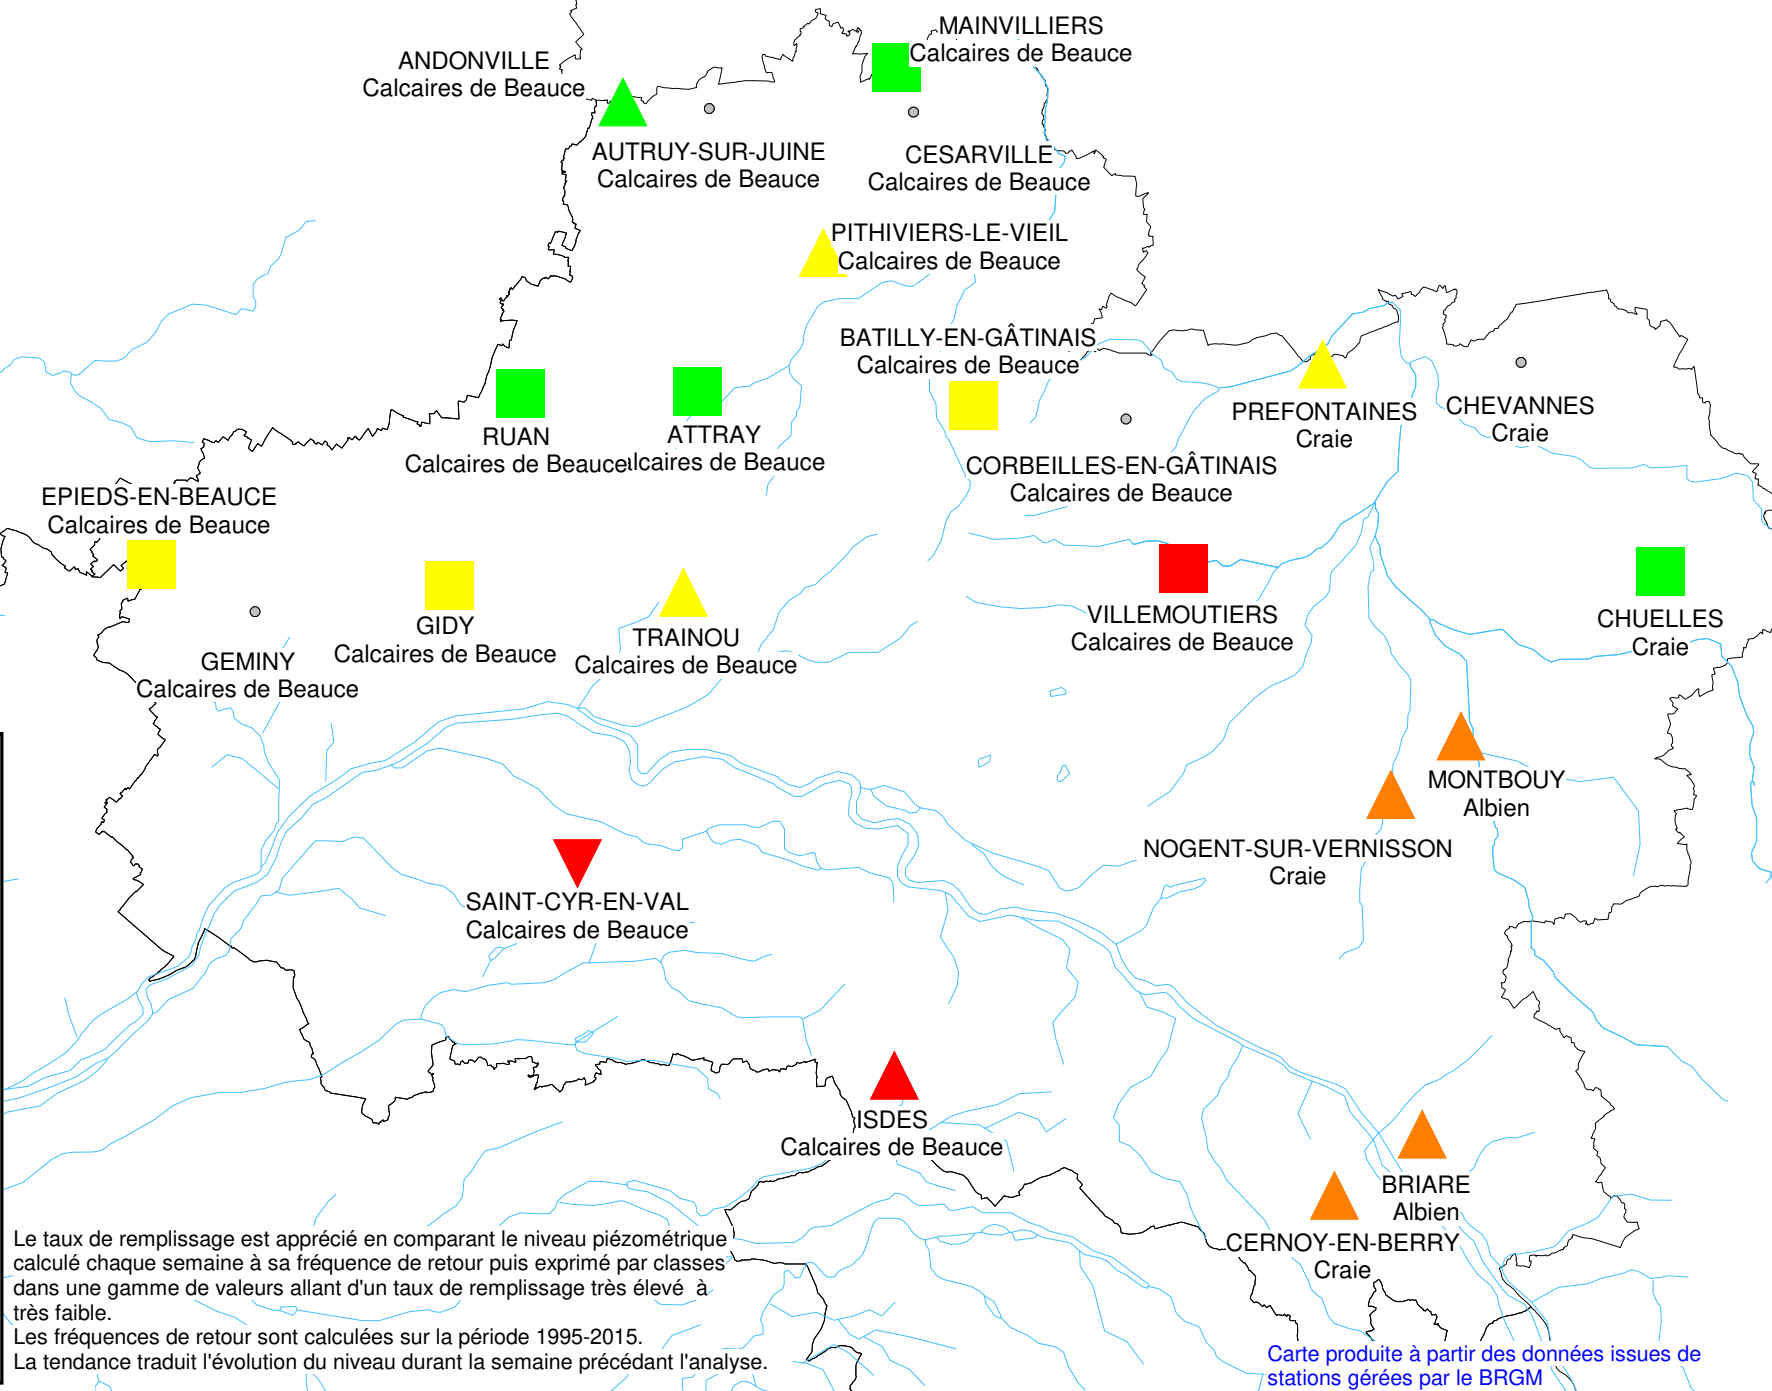 MAINVILLIERS
Calcaires de Beauce
ANDONVILLE
Calcaires de Beauce
AUTRUY-SUR-JUINE
Calcaires de Beauce
CESARVILLE
Calcaires de Beauce
PITHIVIERS-LE-VIEIL
Calcaires de Beauce
BATILLY-EN-GÂTINAIS
Calcaires de Beauce
PREFONTAINES
Craie
CHEVANNES
Craie
RUAN
Calcaires de Beauce
ATTRAY
alcaires de Beauce
CORBEILLES-EN-GÂTINAIS
Calcaires de Beauce
EPIEDS-EN-BEAUCE
Calcaires de Beauce
GEMINY
Calcaires de Beauce
GIDY
Calcaires de Beauce
TRAINOU
Calcaires de Beauce
VILLEMOUTIERS
Calcaires de Beauce
CHUELLES
Craie
MONTBOUY
Albien
NOGENT-SUR-VERNISSON
Craie
SAINT-CYR-EN-VAL
Calcaires de Beauce
ISDES
Calcaires de Beauce
BRIARE
Albien
CERNOY-EN-BERRY
Craie
Le taux de remplissage est apprécié en comparant le niveau piézométrique
calculé chaque semaine à sa fréquence de retour puis exprimé par classes
dans une gamme de valeurs allant d'un taux de remplissage très élevé à
très faible.
Les fréquences de retour sont calculées sur la période 1995-2015.
La tendance traduit l'évolution du niveau durant la semaine précédant l'analyse.
Carte produite à partir des données issues de
stations gérées par le BRGM